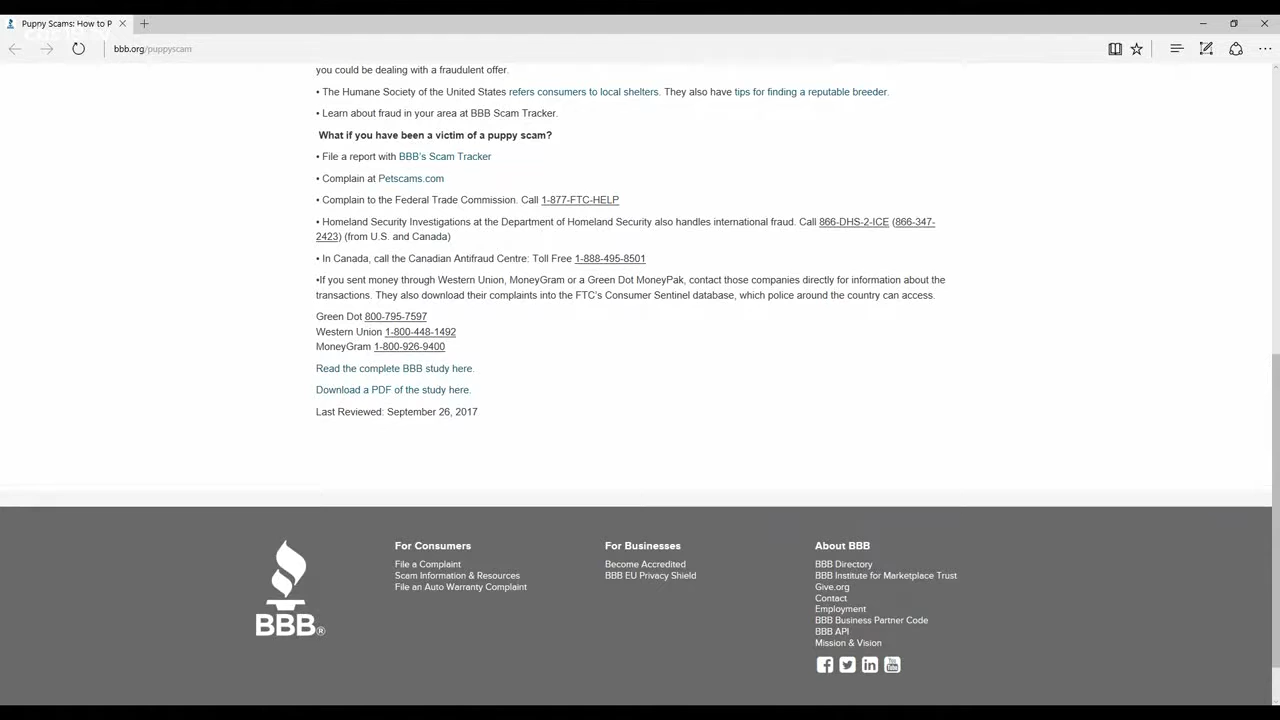 Puppy Scams: How to P
bbb.org/puppyscam
you could be dealing with a fraudulent offer.
• The Humane Society of the United States refers consumers to local shelters. They also have tips for finding a reputable breeder.
• Learn about fraud in your area at BBB Scam Tracker.
What if you have been a victim of a puppy scam?
• File a report with BBB's Scam Tracker
• Complain at Petscams.com
• Complain to the Federal Trade Commission. Call 1-877-FTC-HELP
• Homeland Security Investigations at the Department of Homeland Security also handles international fraud. Call 866-DHS-2-ICE (866-347-
2423) (from U.S. and Canada)
• In Canada, call the Canadian Antifraud Centre: Toll Free 1-888-495-8501
•If you sent money through Western Union, MoneyGram or a Green Dot MoneyPak, contact those companies directly for information about the
transactions. They also download their complaints into the FTC's Consumer Sentinel database, which police around the country can access.
Green Dot 800-795-7597
Western Union 1-800-448-1492
MoneyGram 1-800-926-9400
Read the complete BBB study here.
Download a PDF of the study here.
Last Reviewed: September 26, 2017
BBB®
For Consumers
File a Complaint
Scam Information & Resources
File an Auto Warranty Complaint
For Businesses
Become Accredited
BBB EU Privacy Shield
About BBB
BBB Directory
BBB Institute for Marketplace Trust
Give.org
Contact
Employment
BBB Business Partner Code
BBB API
Mission & Vision